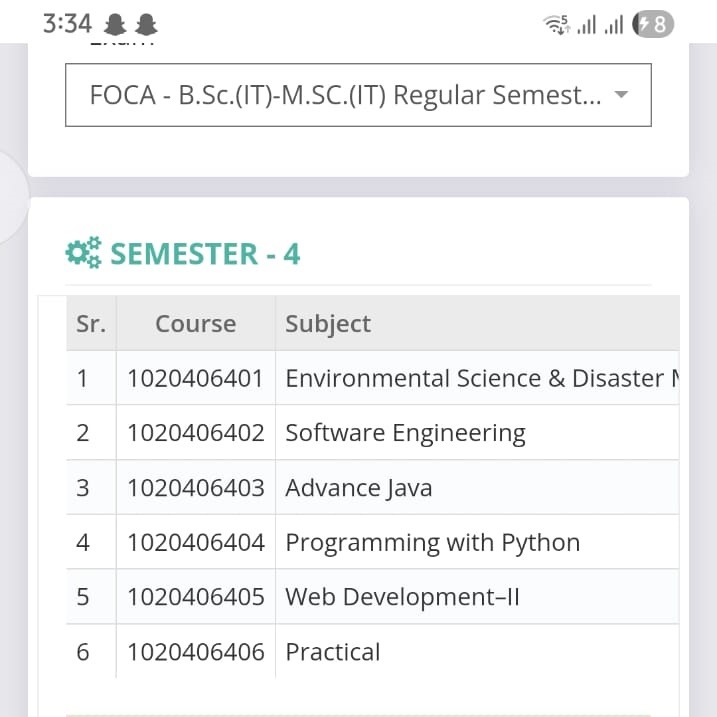 3:34
5
8
FOCA - B.Sc.(IT)-M.SC.(IT) Regular Semest...
SEMESTER - 4
Sr. Course Subject
1 1020406401 Environmental Science & Disaster
2 1020406402 Software Engineering
3 1020406403 Advance Java
4 1020406404 Programming with Python
5 1020406405 Web Development–II
6 1020406406 Practical